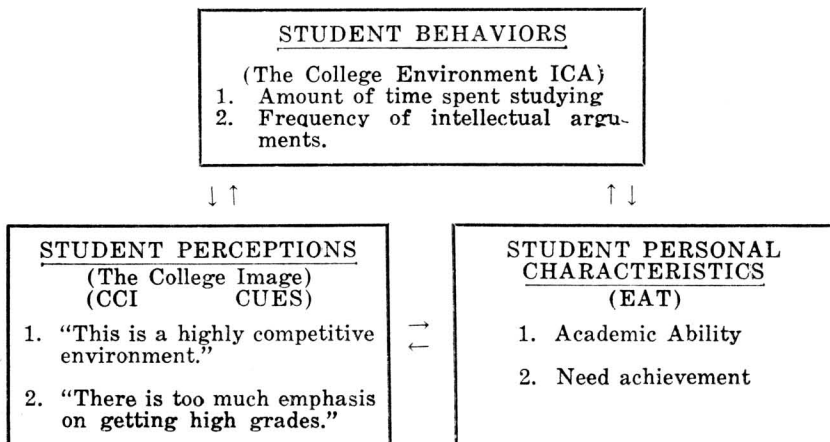 STUDENT BEHAVIORS
(The College Environment ICA)
1. Amount of time spent studying
2. Frequency of intellectual argu-
ments.
↓ ↑
↑ ↓
STUDENT PERCEPTIONS
(The College Image)
(CCI CUES)
1. “This is a highly competitive
environment.”
2. “There is too much emphasis
on getting high grades.”
→
←
STUDENT PERSONAL
CHARACTERISTICS
(EAT)
1. Academic Ability
2. Need achievement